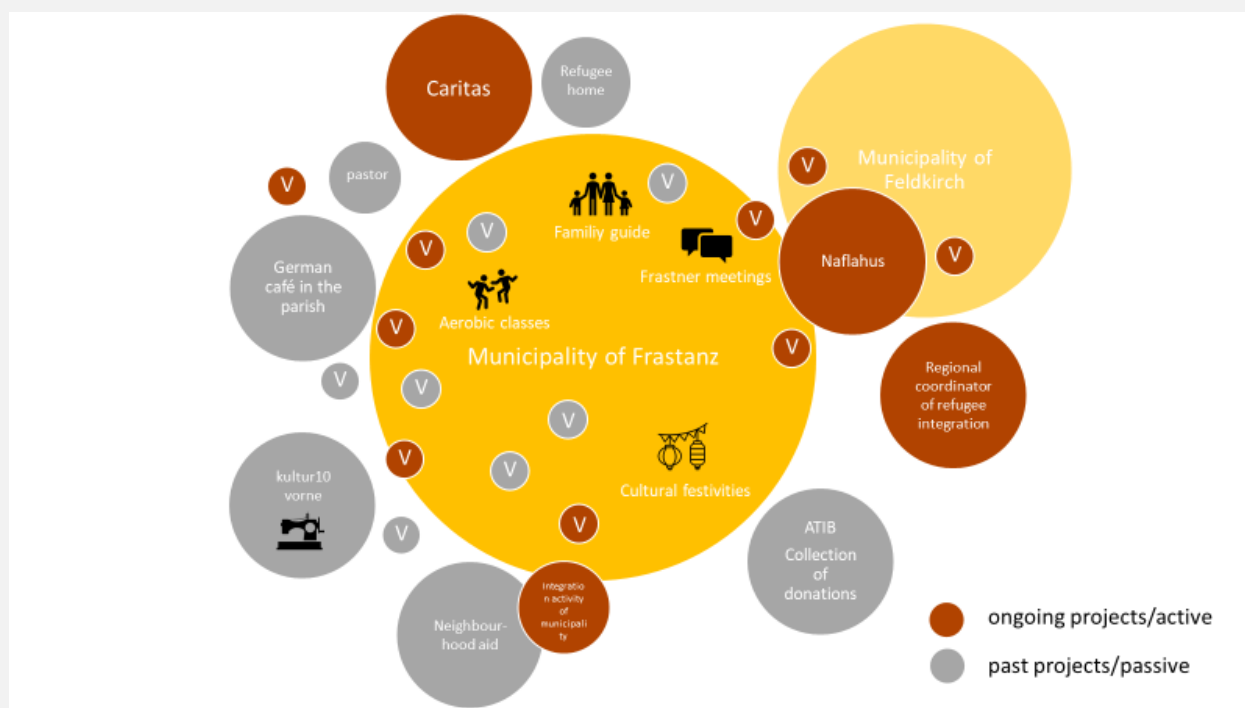 Caritas
Refugee
home
Municipality of
Feldkirch
V
pastor
V
V
V
V
Familiy guide
V
V
Naflahus
V
German
café in the
parish
Frastner meetings
Aerobic classes
V
Municipality of Frastanz
V
V
V
Regional
coordinator
of refugee
integration
V
V
V
kultur10
vorne
Cultural festivities
V
V
ATIB
Collection
of
donations
Integratio
n activity
of
municipali
ty
Neighbour-
hood aid
ongoing projects/active
past projects/passive